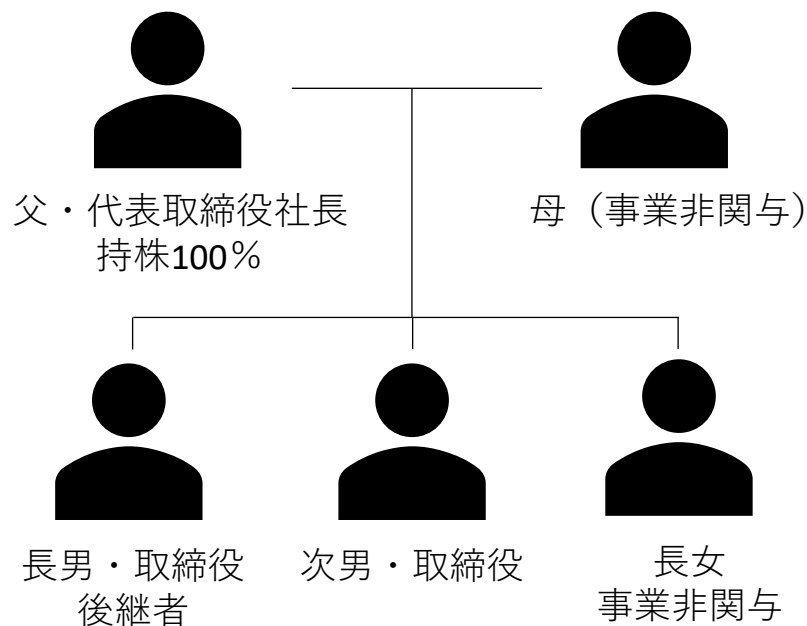 父・代表取締役社長
持株100％
母（事業非関与）
長男・取締役
後継者
次男・取締役
長女
事業非関与